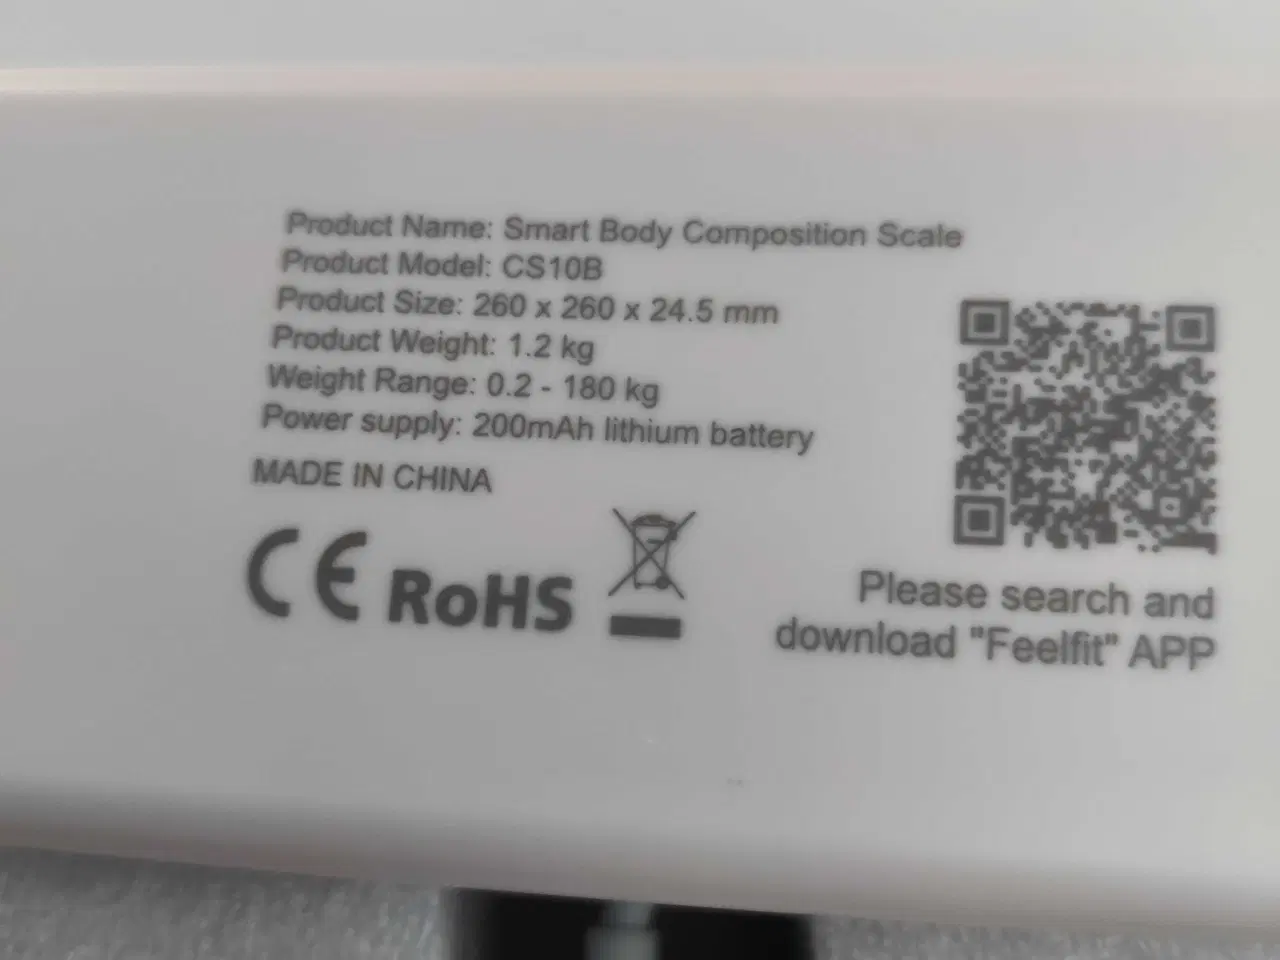 Product Name: Smart Body Composition Scale
Product Model: CS10B
Product Size: 260 x 260 x 24.5 mm
Product Weight: 1.2 kg
Weight Range: 0.2 - 180 kg
Power supply: 200mAh lithium battery
MADE IN CHINA
CE RoHS
Please search and
download "Feelfit" APP